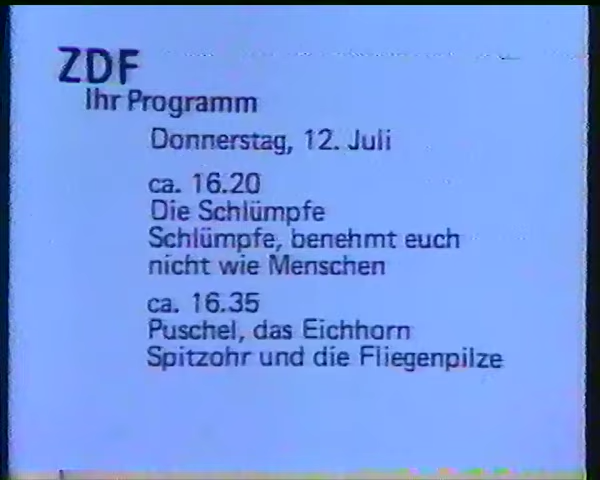 ZDF
Ihr Programm
Donnerstag, 12. Juli
ca. 16.20
Die Schlümpfe
Schlümpfe, benehmt euch
nicht wie Menschen
ca. 16.35
Puschel, das Eichhorn
Spitzohr und die Fliegenpilze